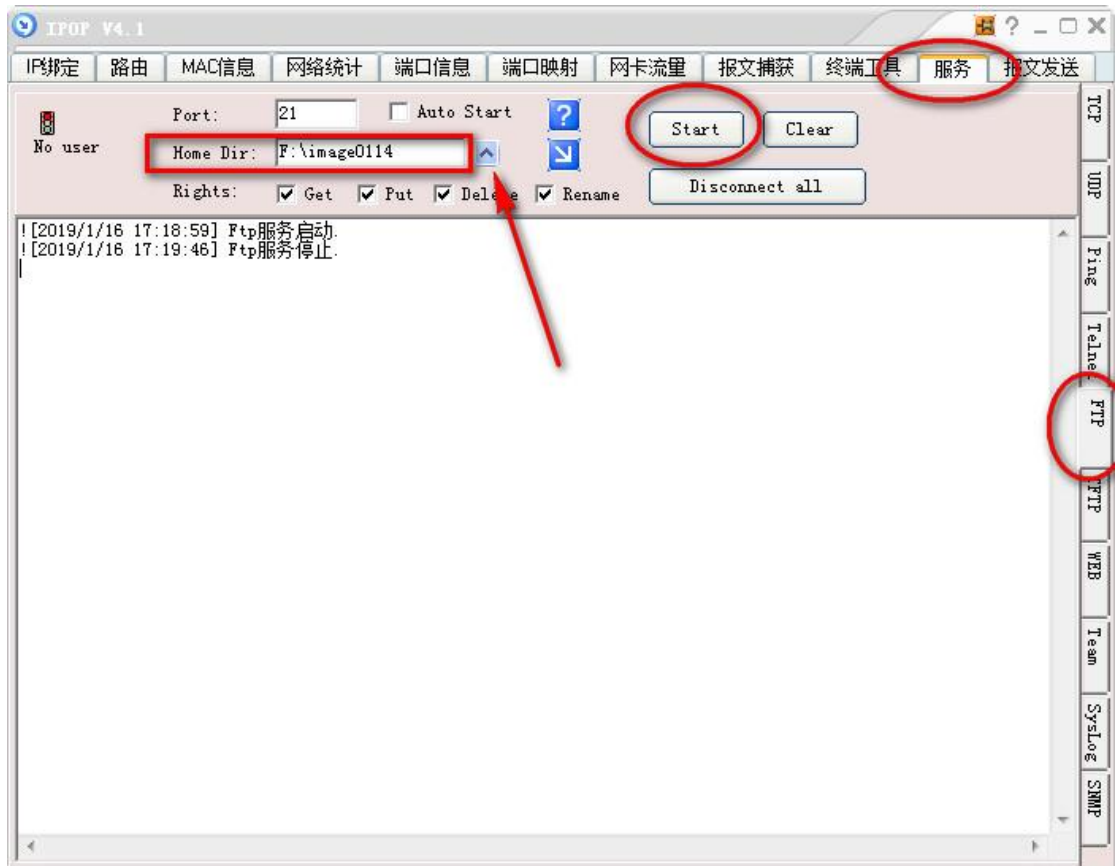 IPOP V4.1
IP绑定 路由 MAC信息 网络统计 端口信息 端口映射 网卡流量 报文捕获 终端工具 服务 报文发送
No user
Port: 21 Auto Start
Home Dir: F:\image0114
Rights: Get Put Delete Rename
Start Clear
Disconnect all
![2019/1/16 17:18:59] Ftp服务启动.
![2019/1/16 17:19:46] Ftp服务停止.
TCP
UDP
Ping
Telnet
FTP
TFTP
WEB
Team
SysLog
SNMP